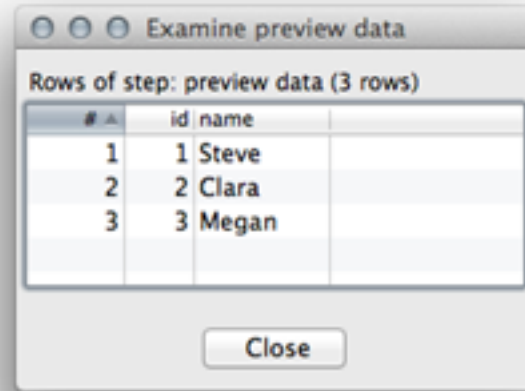 Examine preview data
Rows of step: preview data (3 rows)
# id name
1 1 Steve
2 2 Clara
3 3 Megan
Close